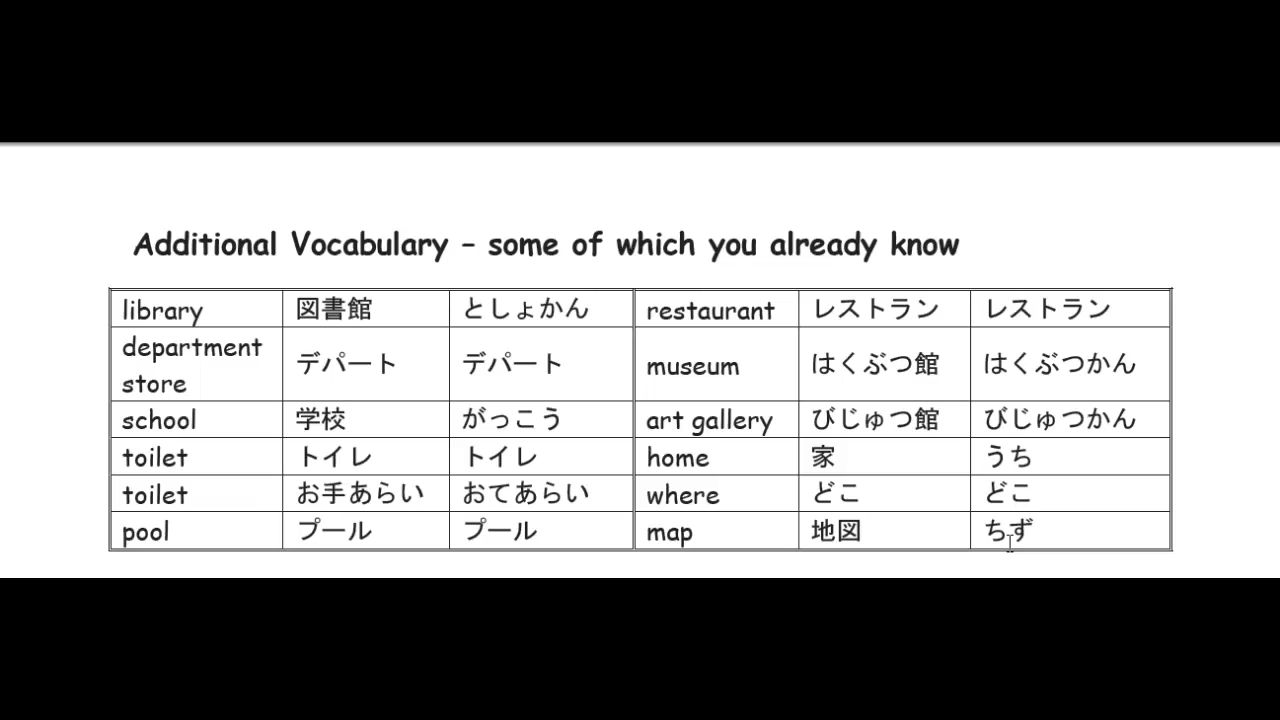 Additional Vocabulary – some of which you already know
library 図書館 としょかん restaurant レストラン レストラン
department store デパート デパート museum はくぶつ館 はくぶつかん
school 学校 がっこう art gallery びじゅつ館 びじゅつかん
toilet トイレ トイレ home 家 うち
toilet お手あらい おてあらい where どこ どこ
pool プール プール map 地図 ちず